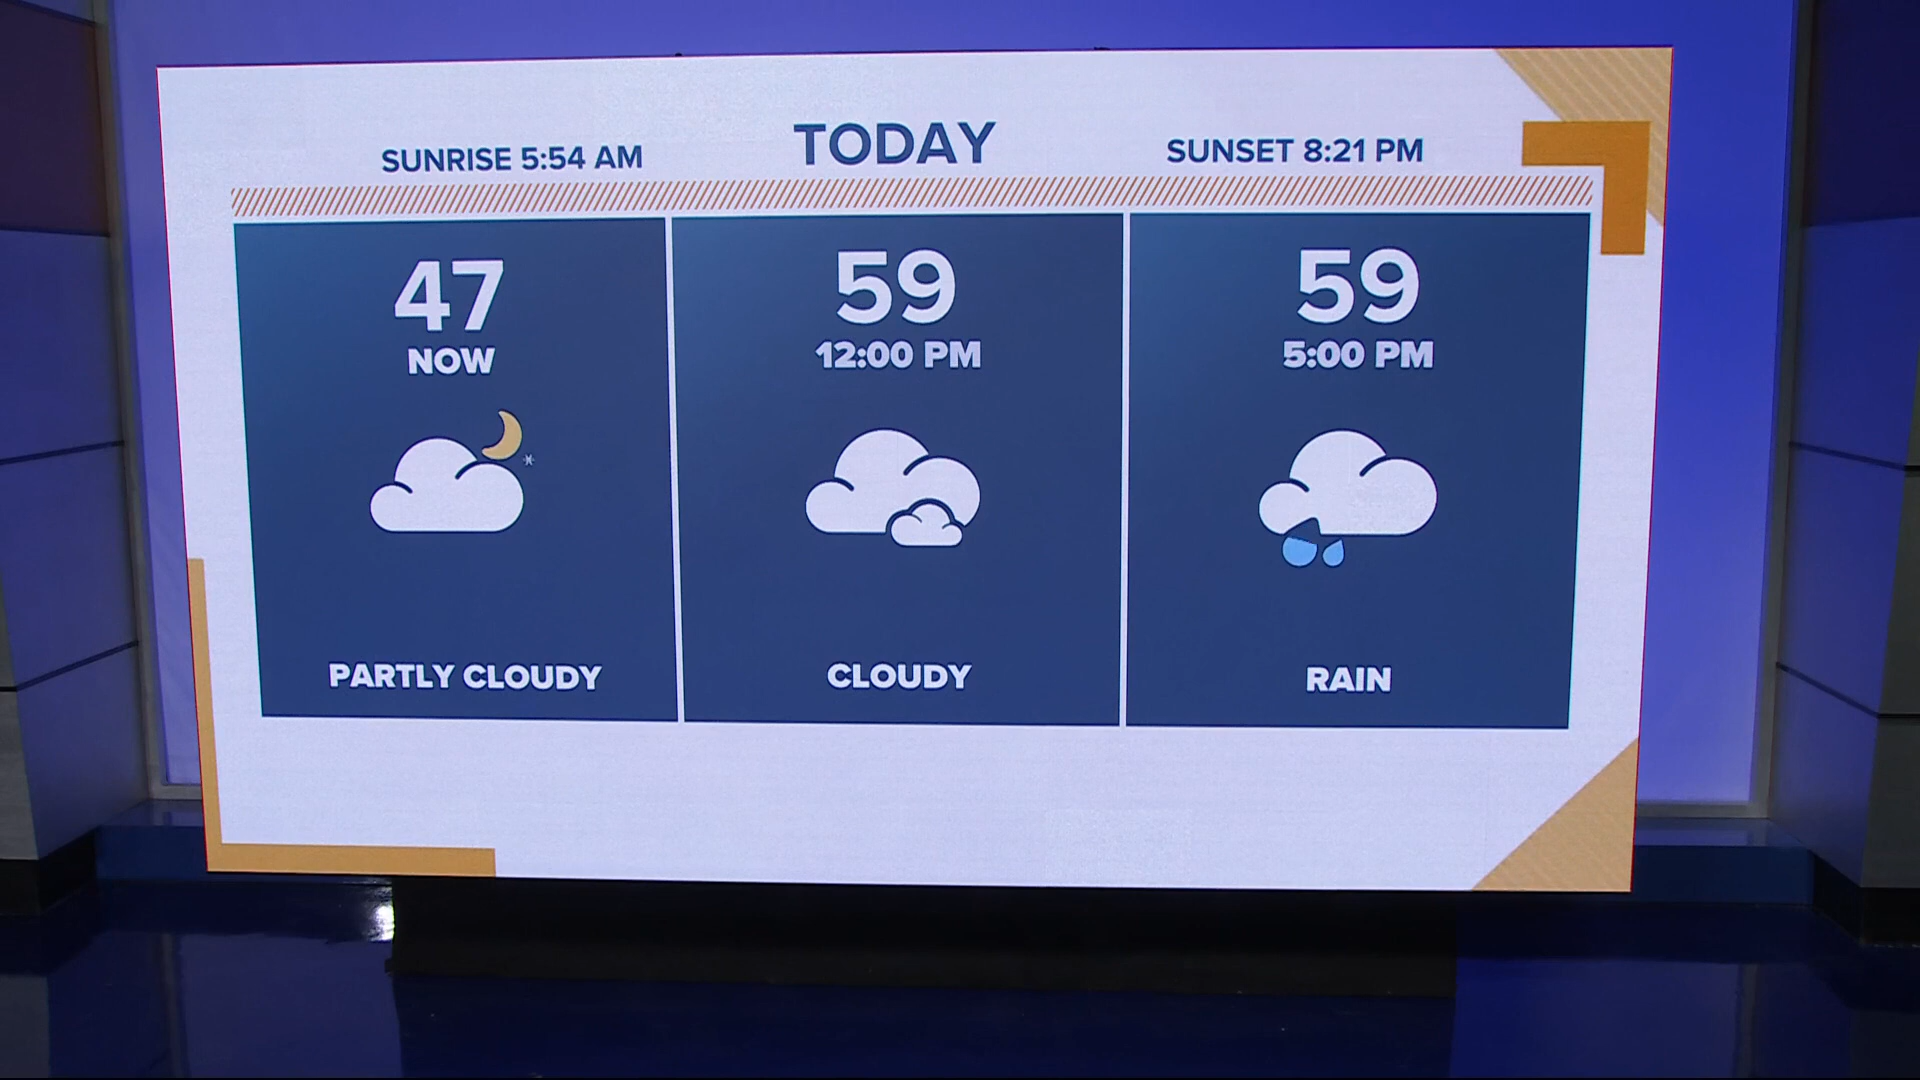 TODAY
SUNRISE 5:54 AM
SUNSET 8:21 PM
47
NOW
PARTLY CLOUDY
59
12:00 PM
CLOUDY
59
5:00 PM
RAIN